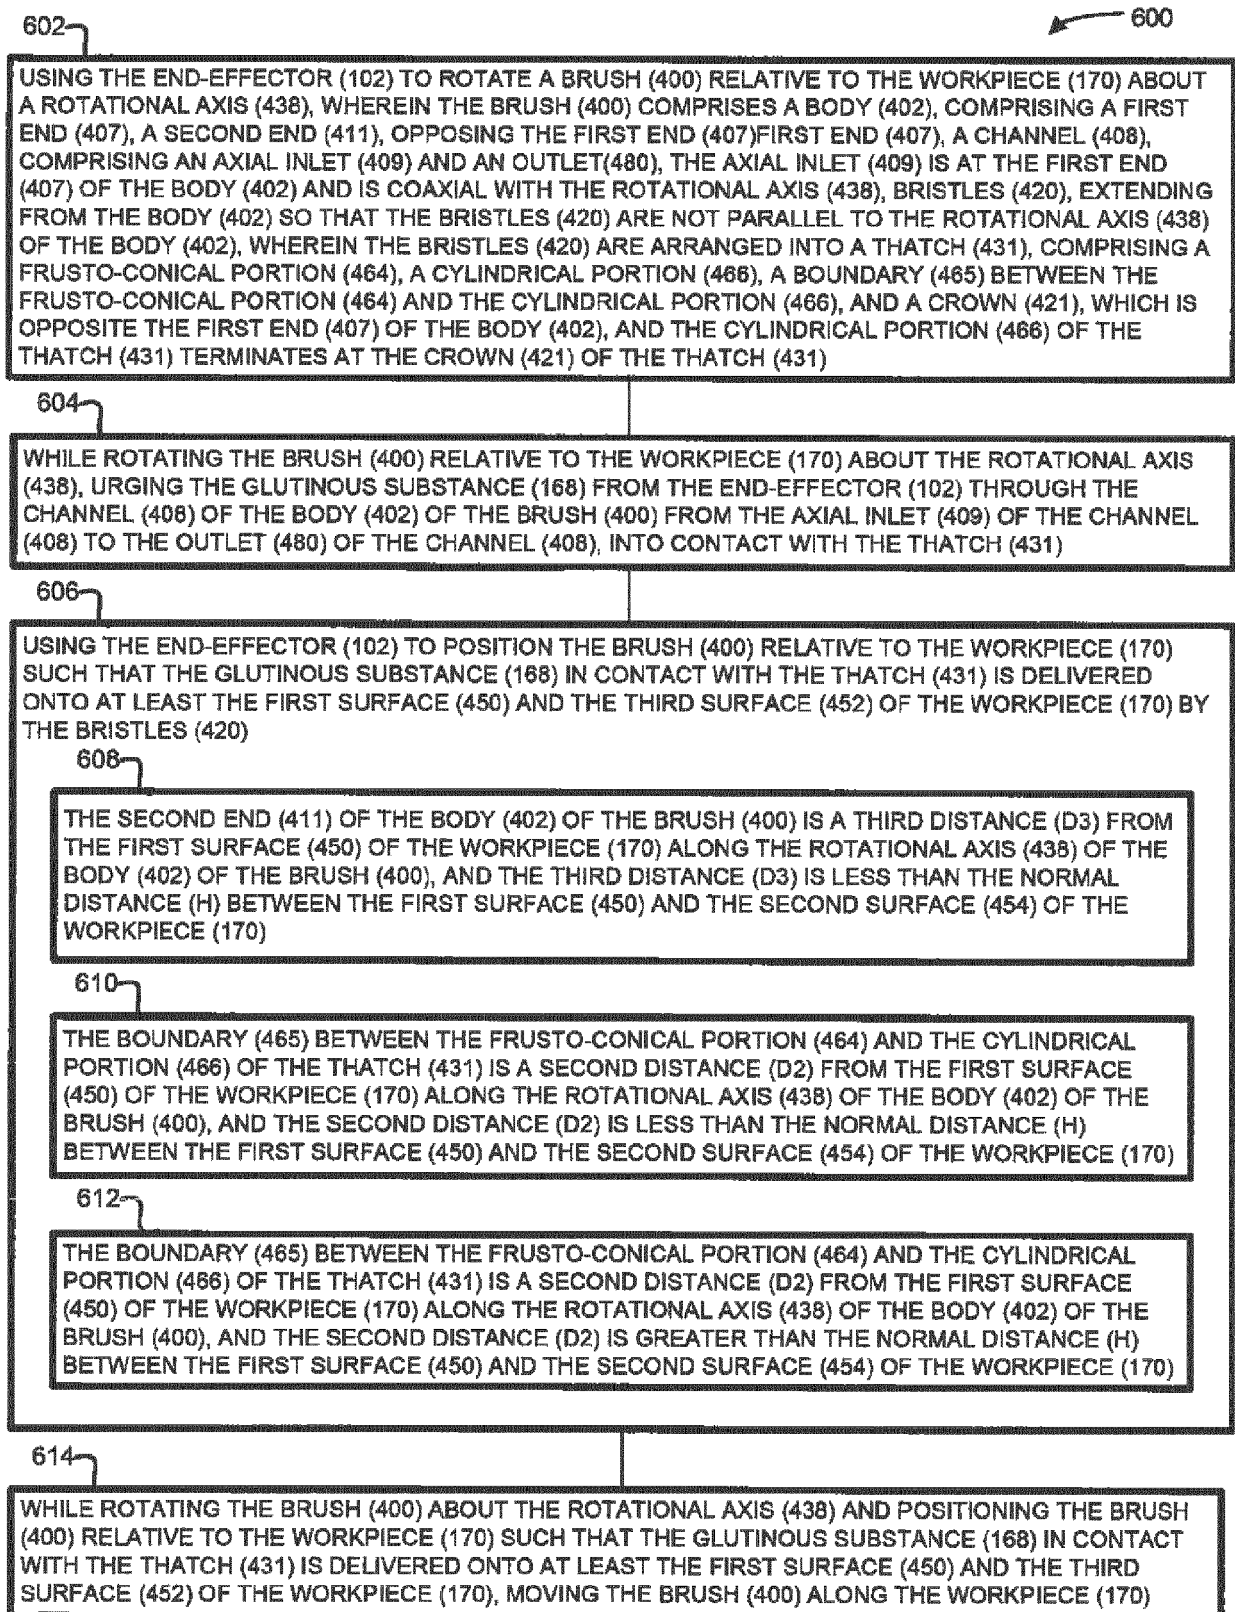 600
602
USING THE END-EFFECTOR (102) TO ROTATE A BRUSH (400) RELATIVE TO THE WORKPIECE (170) ABOUT
A ROTATIONAL AXIS (438), WHEREIN THE BRUSH (400) COMPRISES A BODY (402), COMPRISING A FIRST
END (407), A SECOND END (411), OPPOSING THE FIRST END (407)FIRST END (407), A CHANNEL (408),
COMPRISING AN AXIAL INLET (409) AND AN OUTLET(480), THE AXIAL INLET (409) IS AT THE FIRST END
(407) OF THE BODY (402) AND IS COAXIAL WITH THE ROTATIONAL AXIS (438), BRISTLES (420), EXTENDING
FROM THE BODY (402) SO THAT THE BRISTLES (420) ARE NOT PARALLEL TO THE ROTATIONAL AXIS (438)
OF THE BODY (402), WHEREIN THE BRISTLES (420) ARE ARRANGED INTO A THATCH (431), COMPRISING A
FRUSTO-CONICAL PORTION (464), A CYLINDRICAL PORTION (466), A BOUNDARY (465) BETWEEN THE
FRUSTO-CONICAL PORTION (464) AND THE CYLINDRICAL PORTION (466), AND A CROWN (421), WHICH IS
OPPOSITE THE FIRST END (407) OF THE BODY (402), AND THE CYLINDRICAL PORTION (466) OF THE
THATCH (431) TERMINATES AT THE CROWN (421) OF THE THATCH (431)
604
WHILE ROTATING THE BRUSH (400) RELATIVE TO THE WORKPIECE (170) ABOUT THE ROTATIONAL AXIS
(438), URGING THE GLUTINOUS SUBSTANCE (168) FROM THE END-EFFECTOR (102) THROUGH THE
CHANNEL (408) OF THE BODY (402) OF THE BRUSH (400) FROM THE AXIAL INLET (409) OF THE CHANNEL
(408) TO THE OUTLET (480) OF THE CHANNEL (408), INTO CONTACT WITH THE THATCH (431)
606
USING THE END-EFFECTOR (102) TO POSITION THE BRUSH (400) RELATIVE TO THE WORKPIECE (170)
SUCH THAT THE GLUTINOUS SUBSTANCE (168) IN CONTACT WITH THE THATCH (431) IS DELIVERED
ONTO AT LEAST THE FIRST SURFACE (450) AND THE THIRD SURFACE (452) OF THE WORKPIECE (170) BY
THE BRISTLES (420)
608
THE SECOND END (411) OF THE BODY (402) OF THE BRUSH (400) IS A THIRD DISTANCE (D3) FROM
THE FIRST SURFACE (450) OF THE WORKPIECE (170) ALONG THE ROTATIONAL AXIS (438) OF THE
BODY (402) OF THE BRUSH (400), AND THE THIRD DISTANCE (D3) IS LESS THAN THE NORMAL
DISTANCE (H) BETWEEN THE FIRST SURFACE (450) AND THE SECOND SURFACE (454) OF THE
WORKPIECE (170)
610
THE BOUNDARY (465) BETWEEN THE FRUSTO-CONICAL PORTION (464) AND THE CYLINDRICAL
PORTION (466) OF THE THATCH (431) IS A SECOND DISTANCE (D2) FROM THE FIRST SURFACE
(450) OF THE WORKPIECE (170) ALONG THE ROTATIONAL AXIS (438) OF THE BODY (402) OF THE
BRUSH (400), AND THE SECOND DISTANCE (D2) IS LESS THAN THE NORMAL DISTANCE (H)
BETWEEN THE FIRST SURFACE (450) AND THE SECOND SURFACE (454) OF THE WORKPIECE (170)
612
THE BOUNDARY (465) BETWEEN THE FRUSTO-CONICAL PORTION (464) AND THE CYLINDRICAL
PORTION (466) OF THE THATCH (431) IS A SECOND DISTANCE (D2) FROM THE FIRST SURFACE
(450) OF THE WORKPIECE (170) ALONG THE ROTATIONAL AXIS (438) OF THE BODY (402) OF THE
BRUSH (400), AND THE SECOND DISTANCE (D2) IS GREATER THAN THE NORMAL DISTANCE (H)
BETWEEN THE FIRST SURFACE (450) AND THE SECOND SURFACE (454) OF THE WORKPIECE (170)
614
WHILE ROTATING THE BRUSH (400) ABOUT THE ROTATIONAL AXIS (438) AND POSITIONING THE BRUSH
(400) RELATIVE TO THE WORKPIECE (170) SUCH THAT THE GLUTINOUS SUBSTANCE (168) IN CONTACT
WITH THE THATCH (431) IS DELIVERED ONTO AT LEAST THE FIRST SURFACE (450) AND THE THIRD
SURFACE (452) OF THE WORKPIECE (170), MOVING THE BRUSH (400) ALONG THE WORKPIECE (170)